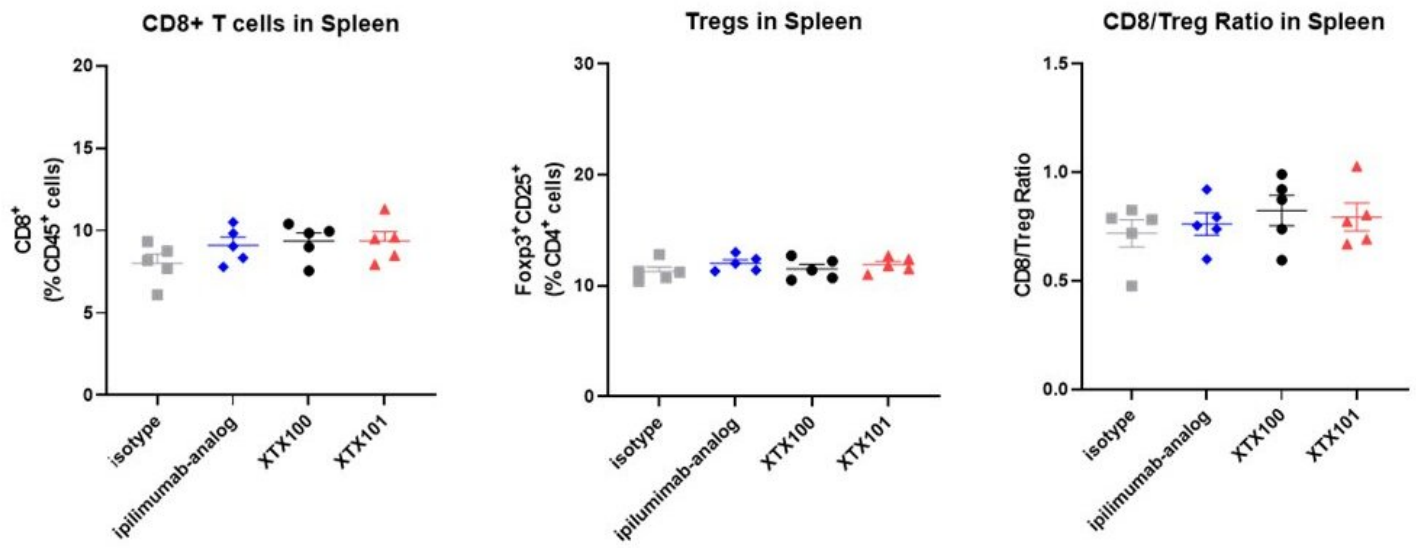 CD8+ T cells in Spleen
CD8+
(% CD45+ cells)
20
15
10
5
0
isotype
ipilimumab-analog
XTX100
XTX101
Tregs in Spleen
Foxp3+CD25+
(% CD4+ cells)
30
20
10
0
isotype
ipilumimab-analog
XTX100
XTX101
CD8/Treg Ratio in Spleen
CD8/Treg Ratio
1.5
1.0
0.5
0.0
isotype
ipilimumab-analog
XTX100
XTX101